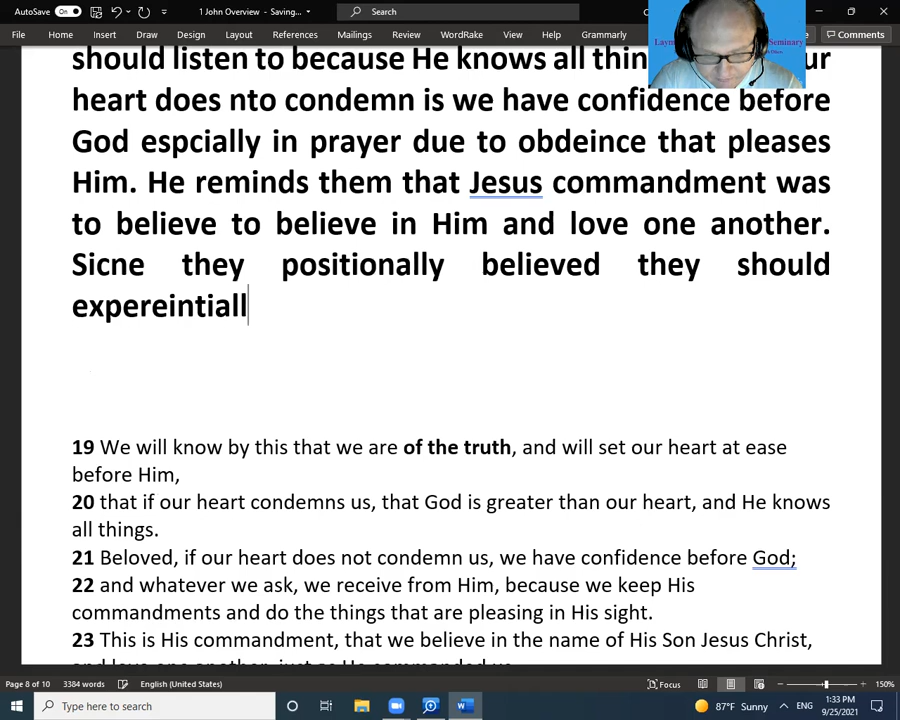 AutoSave On 1 John Overview - Saving... Search
File Home Insert Draw Design Layout References Mailings Review WordRake View Help Grammarly Comments
should listen to because He knows all
heart does nto condemn is we have confidence before
God espcially in prayer due to obdeince that pleases
Him. He reminds them that Jesus commandment was
to believe to believe in Him and love one another.
Sicne they positionally believed they should
expereintiall
19 We will know by this that we are of the truth, and will set our heart at ease
before Him,
20 that if our heart condemns us, that God is greater than our heart, and He knows
all things.
21 Beloved, if our heart does not condemn us, we have confidence before God;
22 and whatever we ask, we receive from Him, because we keep His
commandments and do the things that are pleasing in His sight.
23 This is His commandment, that we believe in the name of His Son Jesus Christ,
and love one another, just as He commanded us
Page 8 of 10 3384 words English (United States) Focus 150%
Type here to search 87°F Sunny ENG 1:33 PM
9/25/2021